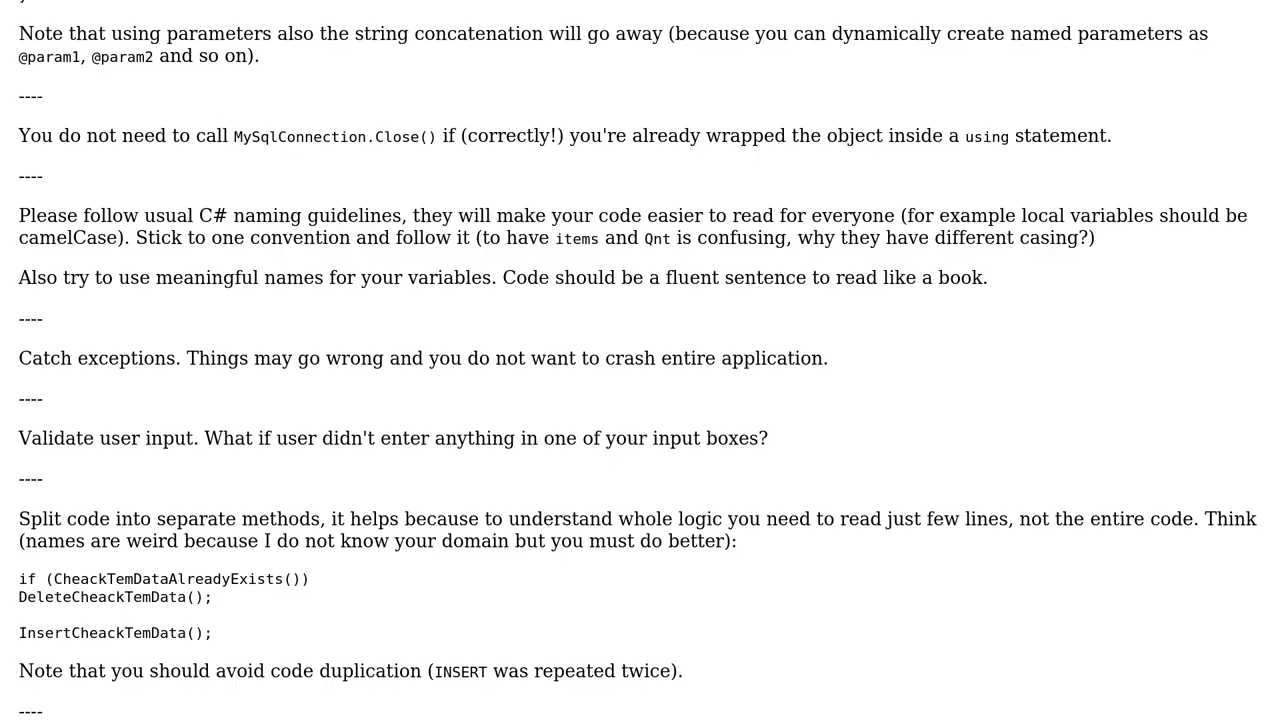 Note that using parameters also the string concatenation will go away (because you can dynamically create named parameters as
@param1, @param2 and so on).
----
You do not need to call MySqlConnection.Close() if (correctly!) you're already wrapped the object inside a using statement.
----
Please follow usual C# naming guidelines, they will make your code easier to read for everyone (for example local variables should be
camelCase). Stick to one convention and follow it (to have items and Qnt is confusing, why they have different casing?)
Also try to use meaningful names for your variables. Code should be a fluent sentence to read like a book.
----
Catch exceptions. Things may go wrong and you do not want to crash entire application.
----
Validate user input. What if user didn't enter anything in one of your input boxes?
----
Split code into separate methods, it helps because to understand whole logic you need to read just few lines, not the entire code. Think
(names are weird because I do not know your domain but you must do better):
if (CheackTemDataAlreadyExists())
DeleteCheackTemData();
InsertCheackTemData();
Note that you should avoid code duplication (INSERT was repeated twice).
----